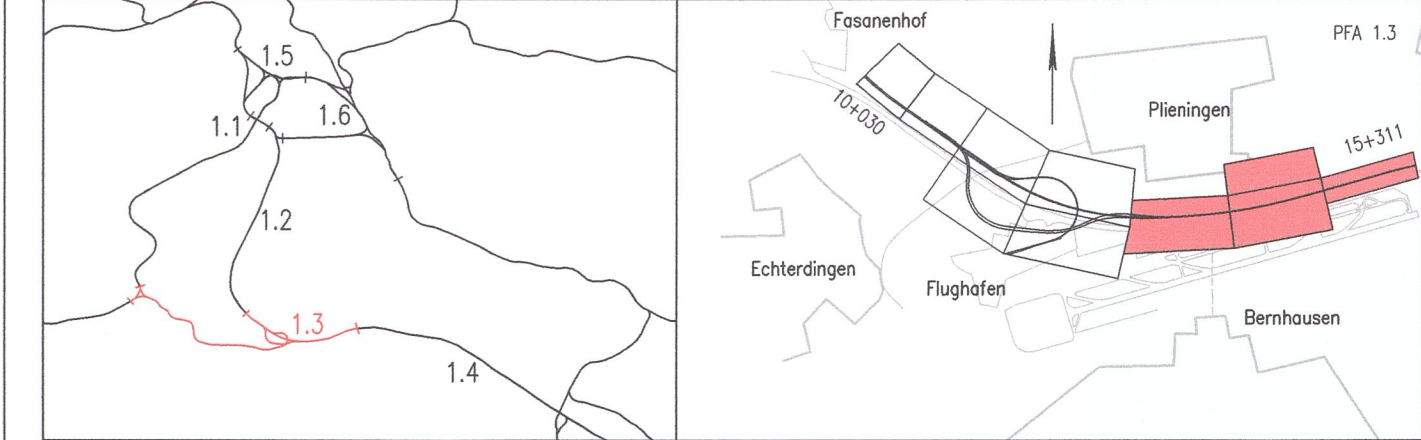 1.5
1.6
1.1
1.2
1.3
1.4
Fasanenhof
PFA 1.3
10+030
Plieningen
15+311
Echterdingen
Flughafen
Bernhausen